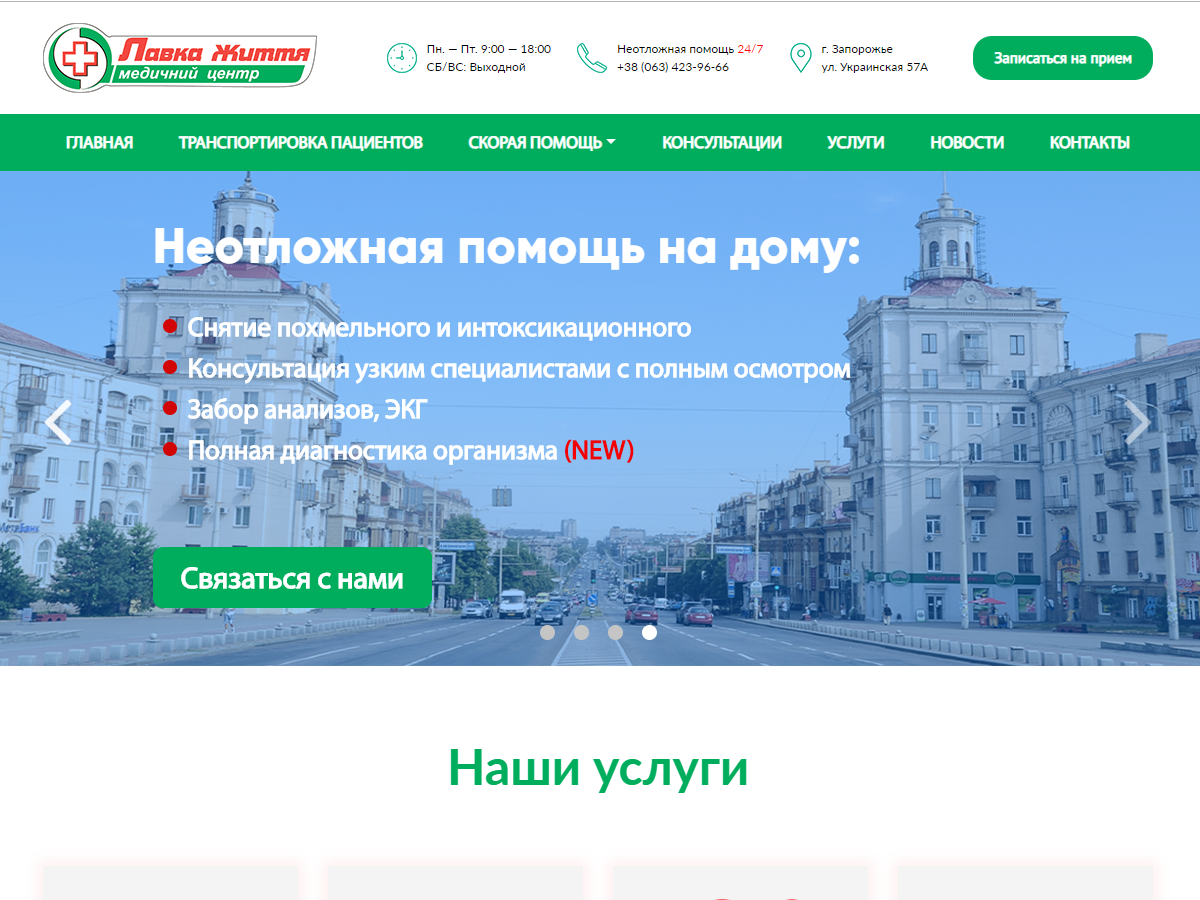 Лавка Життя
медичний центр
Пн. — Пт. 9:00 — 18:00
СБ/ВС: Выходной
Неотложная помощь 24/7
+38 (063) 423-96-66
г. Запорожье
ул. Украинская 57А
Записаться на прием
ГЛАВНАЯ
ТРАНСПОРТИРОВКА ПАЦИЕНТОВ
СКОРАЯ ПОМОЩЬ
КОНСУЛЬТАЦИИ
УСЛУГИ
НОВОСТИ
КОНТАКТЫ
Неотложная помощь на дому:
Снятие похмельного и интоксикационного
Консультация узким специалистами с полным осмотром
Забор анализов, ЭКГ
Полная диагностика организма (NEW)
Связаться с нами
Наши услуги